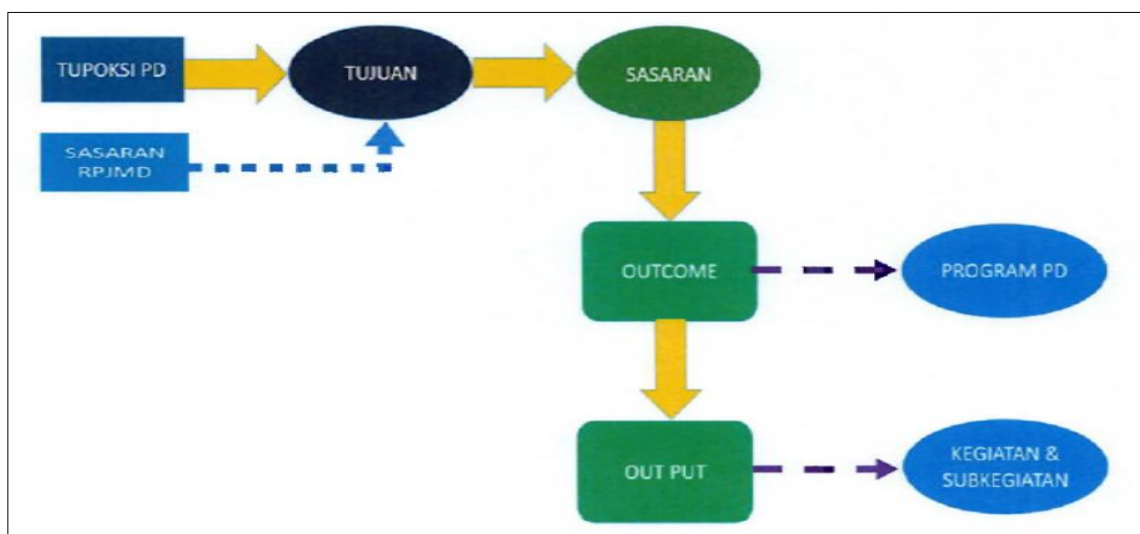 TUPOKSI PD
TUJUAN
SASARAN
SASARAN
RPJMD
OUTCOME
PROGRAM PD
OUT PUT
KEGIATAN &
SUBKEGIATAN